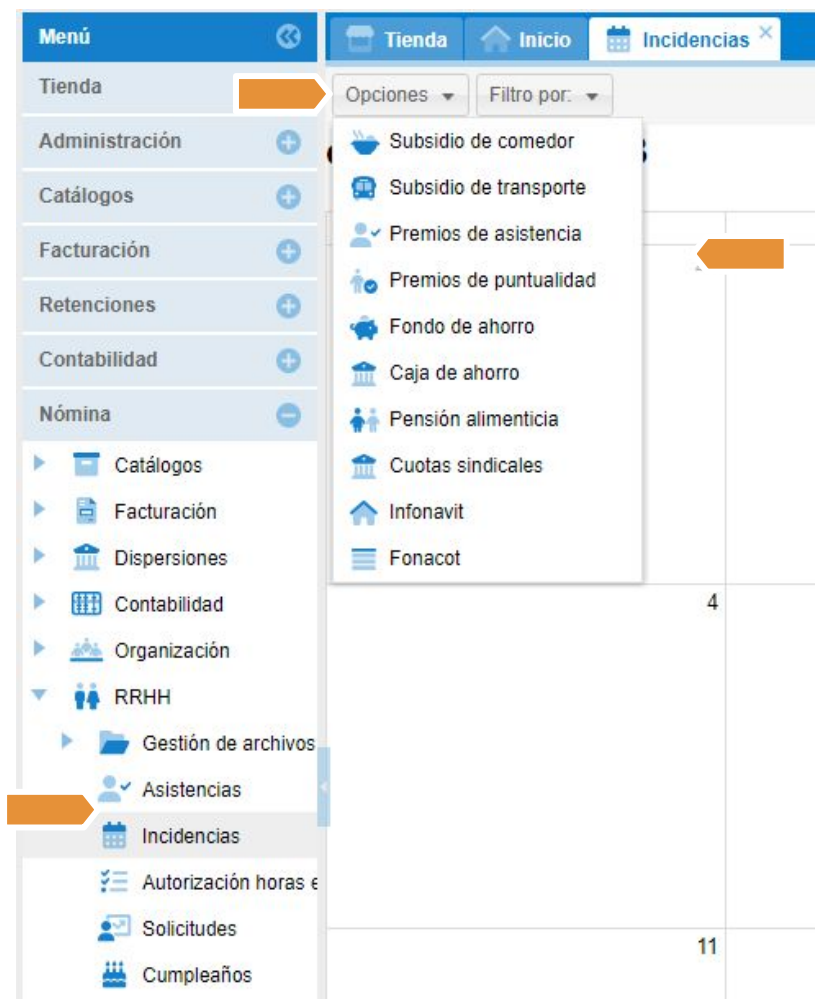 Menú
Tienda
Inicio
Incidencias
Tienda
Opciones
Filtro por:
Administración
Catálogos
Facturación
Retenciones
Contabilidad
Nómina
Catálogos
Facturación
Dispersiones
Contabilidad
Organización
RRHH
Gestión de archivos
Asistencias
Incidencias
Autorización horas e
Solicitudes
Cumpleaños
Subsidio de comedor
Subsidio de transporte
Premios de asistencia
Premios de puntualidad
Fondo de ahorro
Caja de ahorro
Pensión alimenticia
Cuotas sindicales
Infonavit
Fonacot
4
11